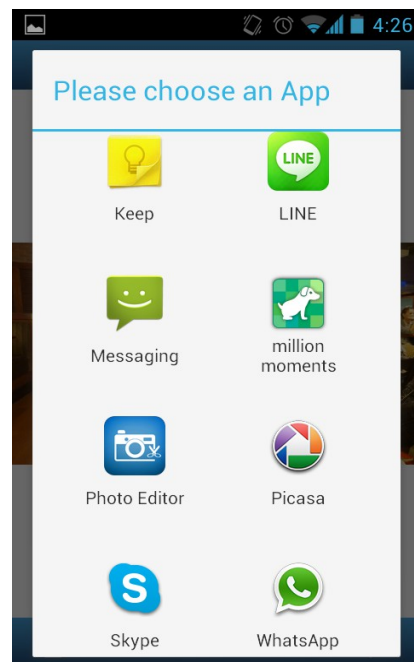 4:26
Please choose an App
LINE
Keep
LINE
Messaging
million
moments
Photo Editor
Picasa
S
Skype
WhatsApp